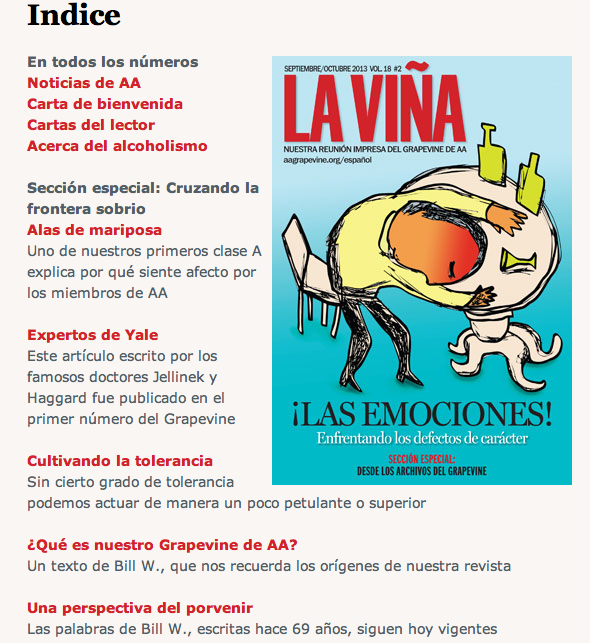 Indice
En todos los números
Noticias de AA
Carta de bienvenida
Cartas del lector
Acerca del alcoholismo
Sección especial: Cruzando la
frontera sobrio
Alas de mariposa
Uno de nuestros primeros clase A
explica por qué siente afecto por
los miembros de AA
Expertos de Yale
Este artículo escrito por los
famosos doctores Jellinek y
Haggard fue publicado en el
primer número del Grapevine
Cultivando la tolerancia
Sin cierto grado de tolerancia
podemos actuar de manera un poco petulante o superior
¿Qué es nuestro Grapevine de AA?
Un texto de Bill W., que nos recuerda los orígenes de nuestra revista
Una perspectiva del porvenir
Las palabras de Bill W., escritas hace 69 años, siguen hoy vigentes
SEPTIEMBRE/OCTUBRE 2013 VOL. 18 #2
LA VIÑA
NUESTRA REUNIÓN IMPRESA DEL GRAPEVINE DE AA
aagrapevine.org/español
¡LAS EMOCIONES!
Enfrentando los defectos de carácter
SECCIÓN ESPECIAL:
DESDE LOS ARCHIVOS DEL GRAPEVINE